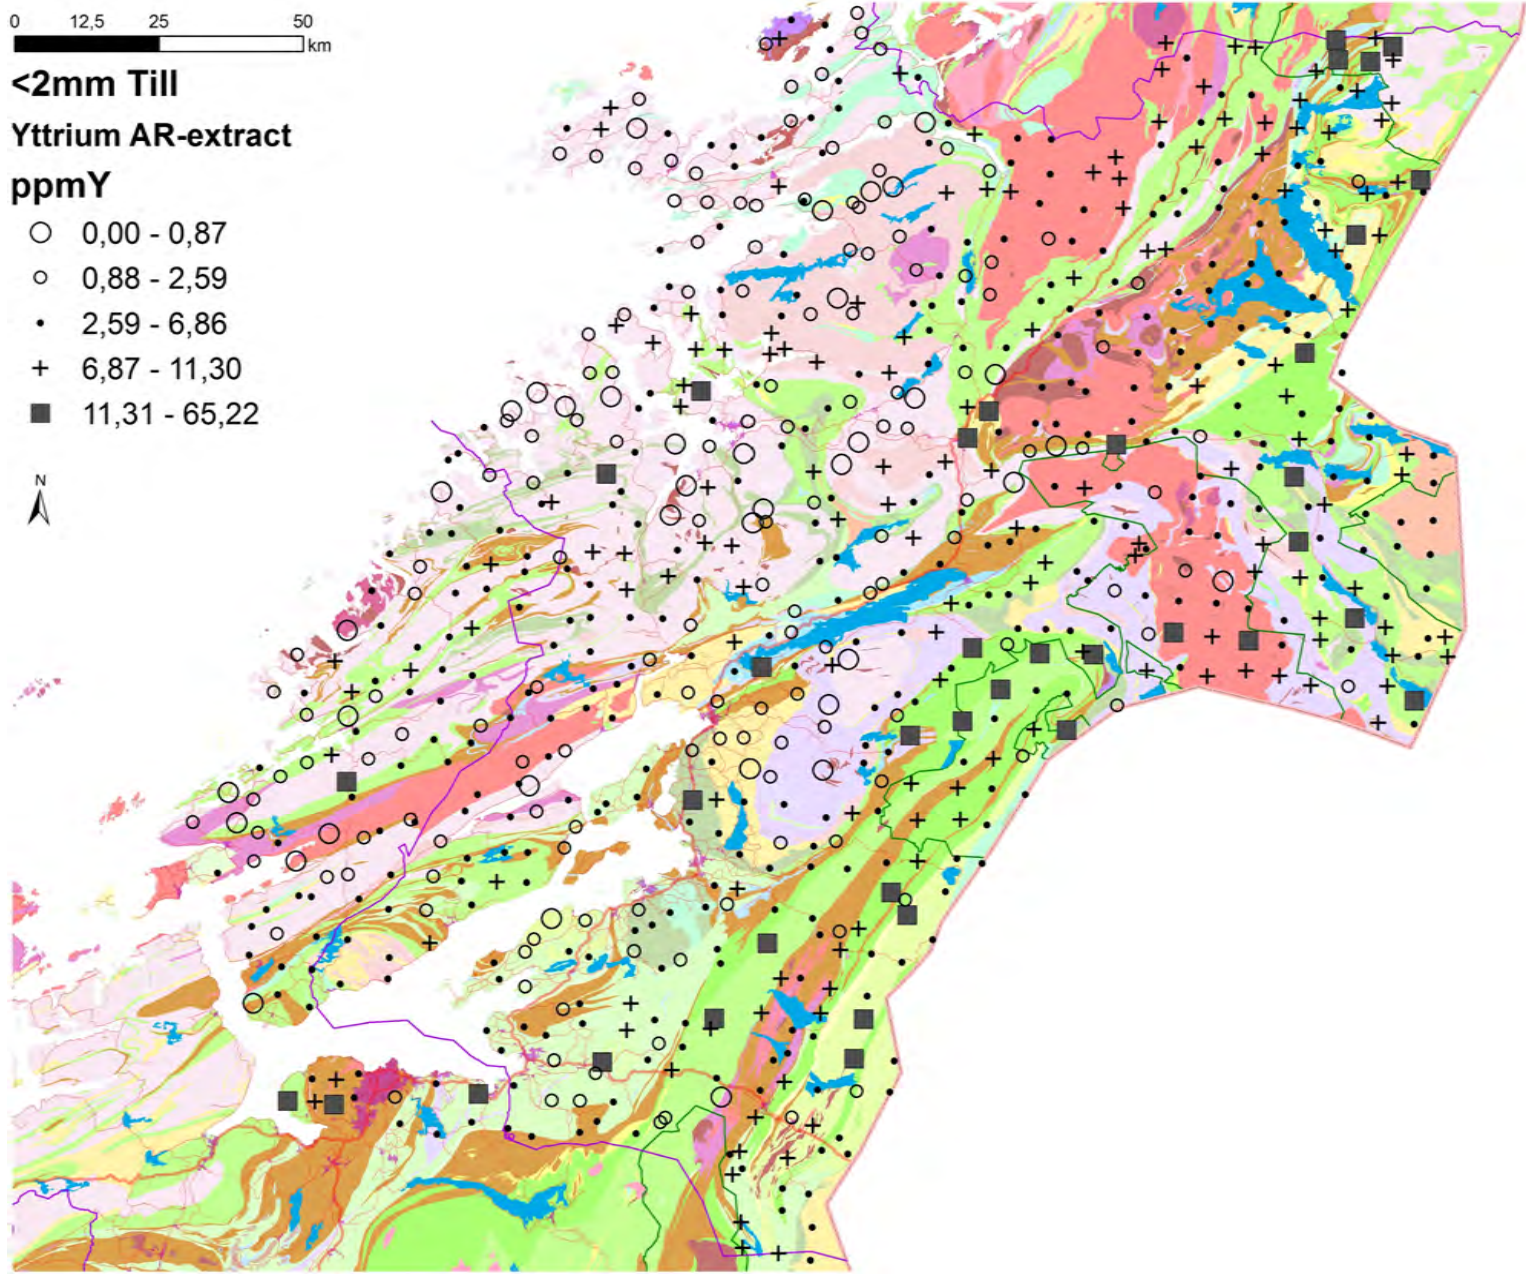 0 12,5 25 50
km
<2mm Till
Yttrium AR-extract
ppmY
0,00 - 0,87
0,88 - 2,59
2,59 - 6,86
6,87 - 11,30
11,31 - 65,22
N